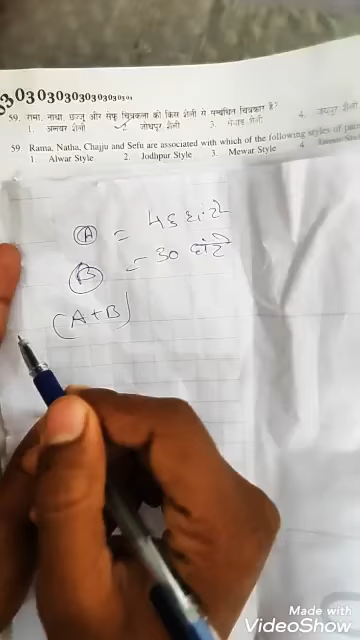 030303030303030303
59. रामा, नाथा, छज्जू और सेफू चित्रकला की किस शैली से सम्बंधित चित्रकार है?
1. अलवर शैली 2. जोधपुर शैली 3. मेवाड़ शैली 4. जयपुर शैली
59 Rama, Natha, Chajju and Sefu are associated with which of the following styles of
1. Alwar Style 2. Jodhpur Style 3. Mewar Style 4. Style
A = 45 घंटे
B = 30 घंटे
(A+B)
Made with
VideoShow